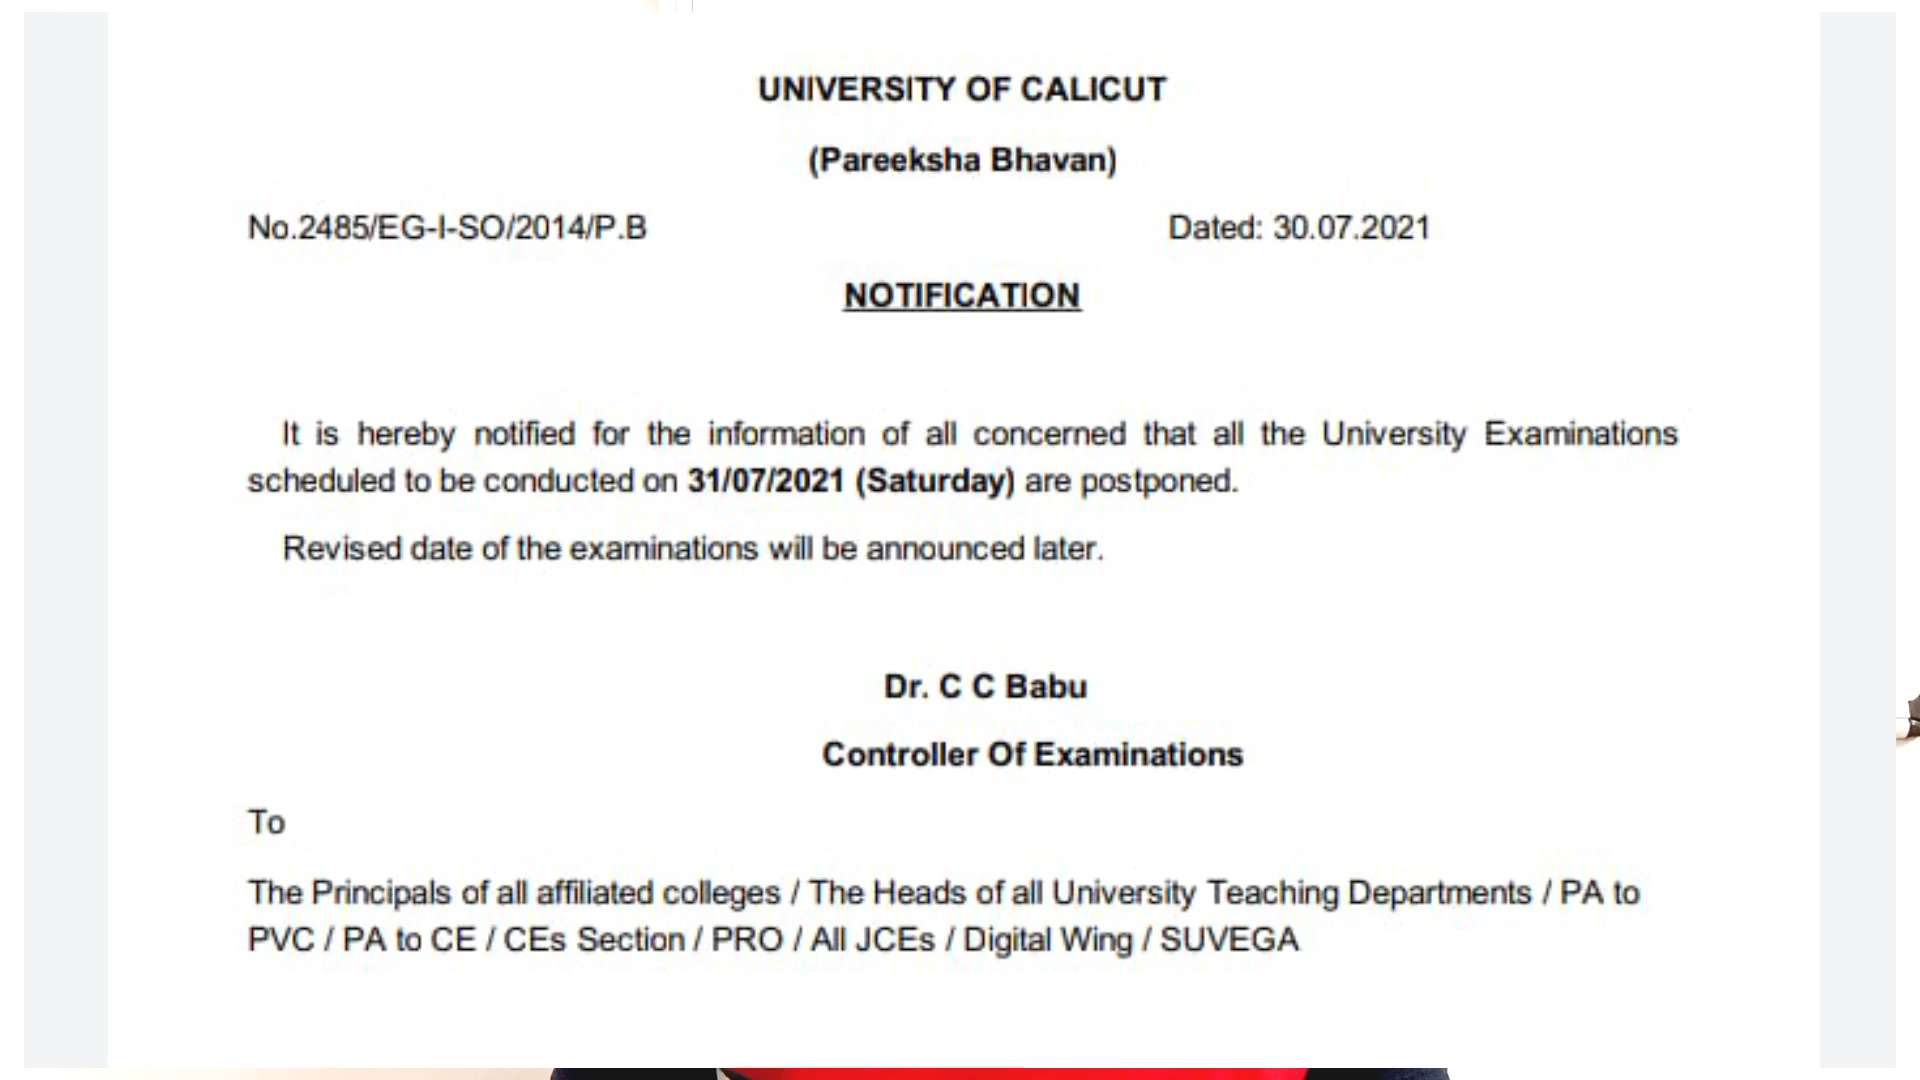 UNIVERSITY OF CALICUT
(Pareeksha Bhavan)
No.2485/EG-I-SO/2014/P.B Dated: 30.07.2021
NOTIFICATION
It is hereby notified for the information of all concerned that all the University Examinations
scheduled to be conducted on 31/07/2021 (Saturday) are postponed.
Revised date of the examinations will be announced later.
Dr. C C Babu
Controller Of Examinations
To
The Principals of all affiliated colleges / The Heads of all University Teaching Departments / PA to
PVC / PA to CE / CEs Section / PRO / All JCEs / Digital Wing / SUVEGA